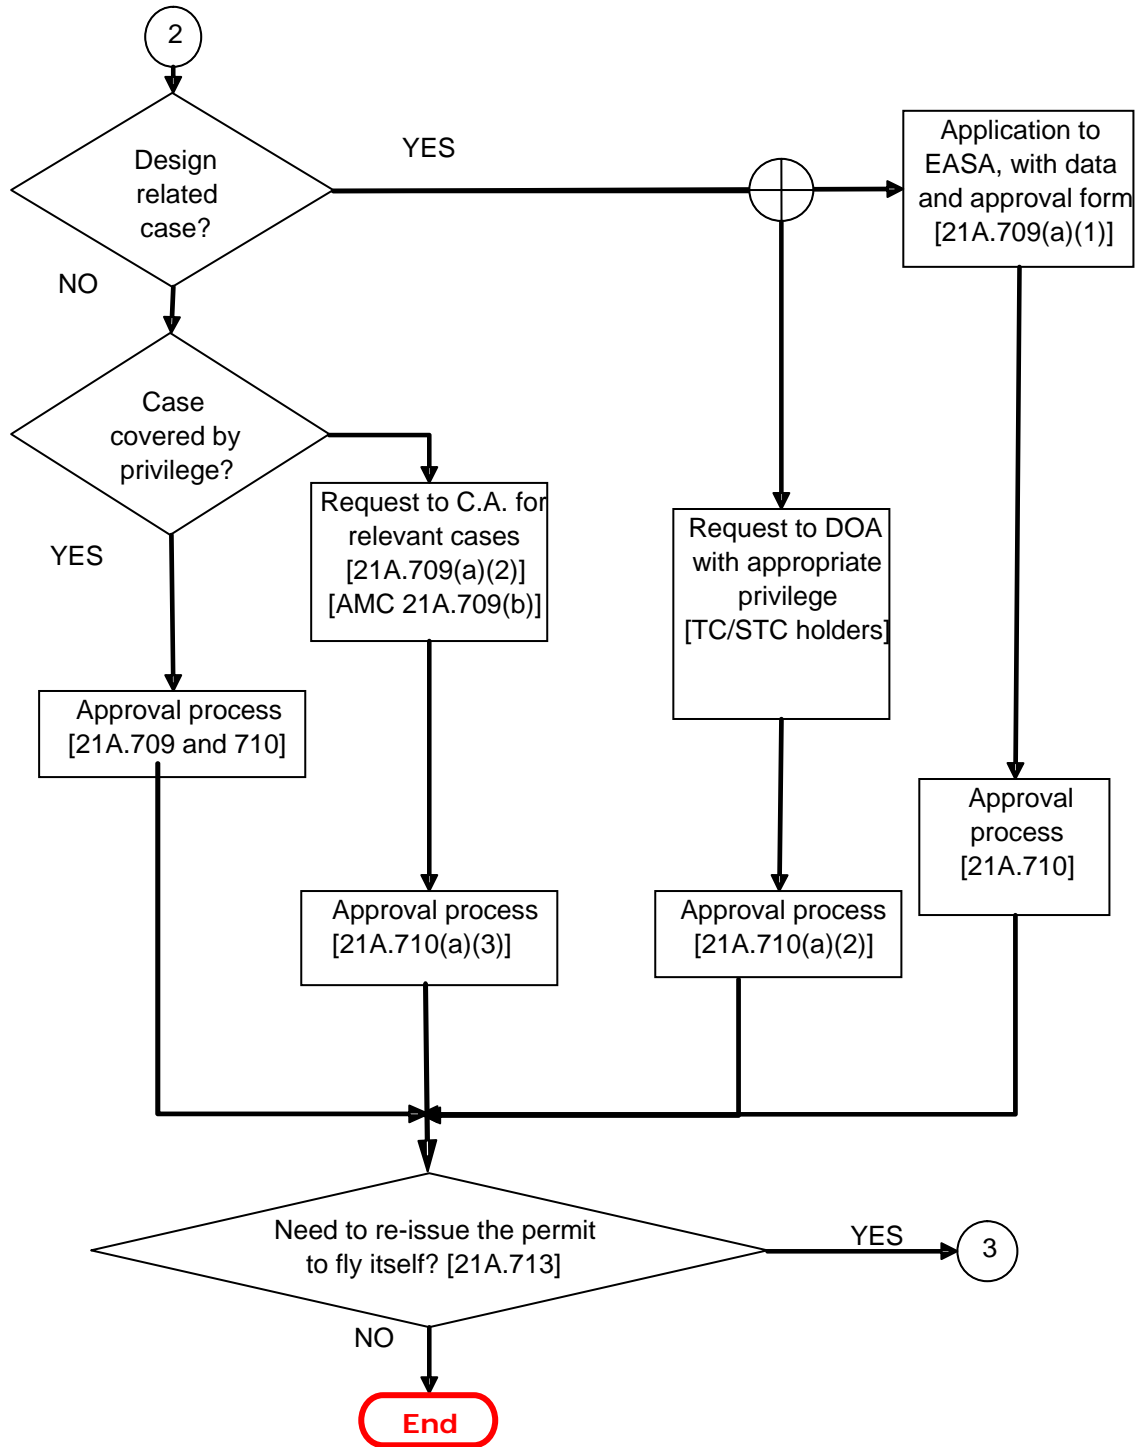 2
Design
related
case?
YES
Application to
EASA, with data
and approval form
[21A.709(a)(1)]
NO
Case
covered by
privilege?
YES
Request to C.A. for
relevant cases
[21A.709(a)(2)]
[AMC 21A.709(b)]
Request to DOA
with appropriate
privilege
[TC/STC holders]
Approval process
[21A.709 and 710]
Approval
process
[21A.710]
Approval process
[21A.710(a)(3)]
Approval process
[21A.710(a)(2)]
Need to re-issue the permit
to fly itself? [21A.713]
YES
3
NO
End